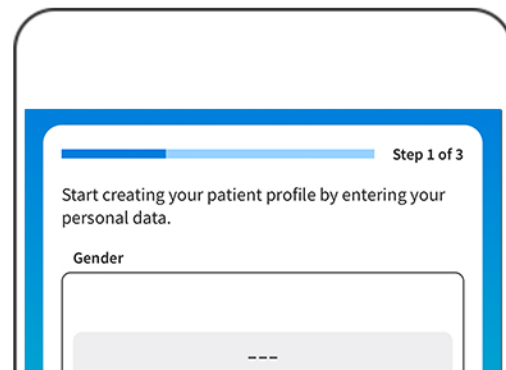 Step 1 of 3
Start creating your patient profile by entering your
personal data.
Gender
---